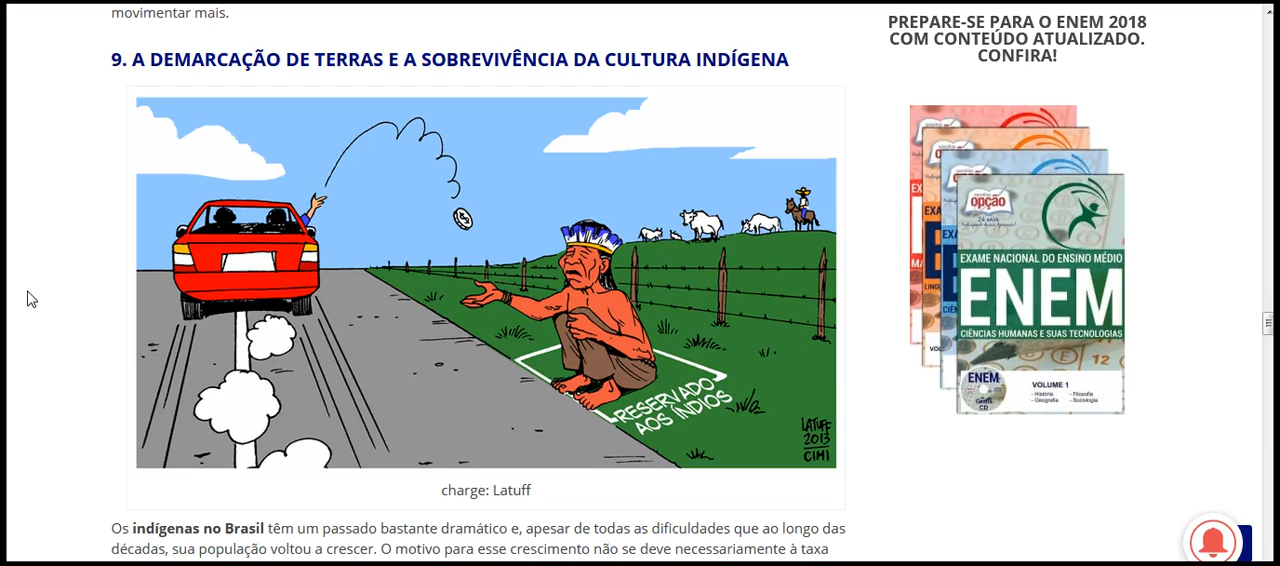 movimentar mais.
9. A DEMARCAÇÃO DE TERRAS E A SOBREVIVÊNCIA DA CULTURA INDÍGENA
RESERVADO
AOS ÍNDIOS
LATUFF
2013
CIMI
charge: Latuff
Os indígenas no Brasil têm um passado bastante dramático e, apesar de todas as dificuldades que ao longo das
décadas, sua população voltou a crescer. O motivo para esse crescimento não se deve necessariamente à taxa
PREPARE-SE PARA O ENEM 2018
COM CONTEÚDO ATUALIZADO.
CONFIRA!
opção
EXAME NACIONAL DO ENSINO MÉDIO
ENEM
CIÊNCIAS HUMANAS E SUAS TECNOLOGIAS
12
ENEM
CD
VOLUME 1
- História
- Filosofia
- Geografia
- Sociologia